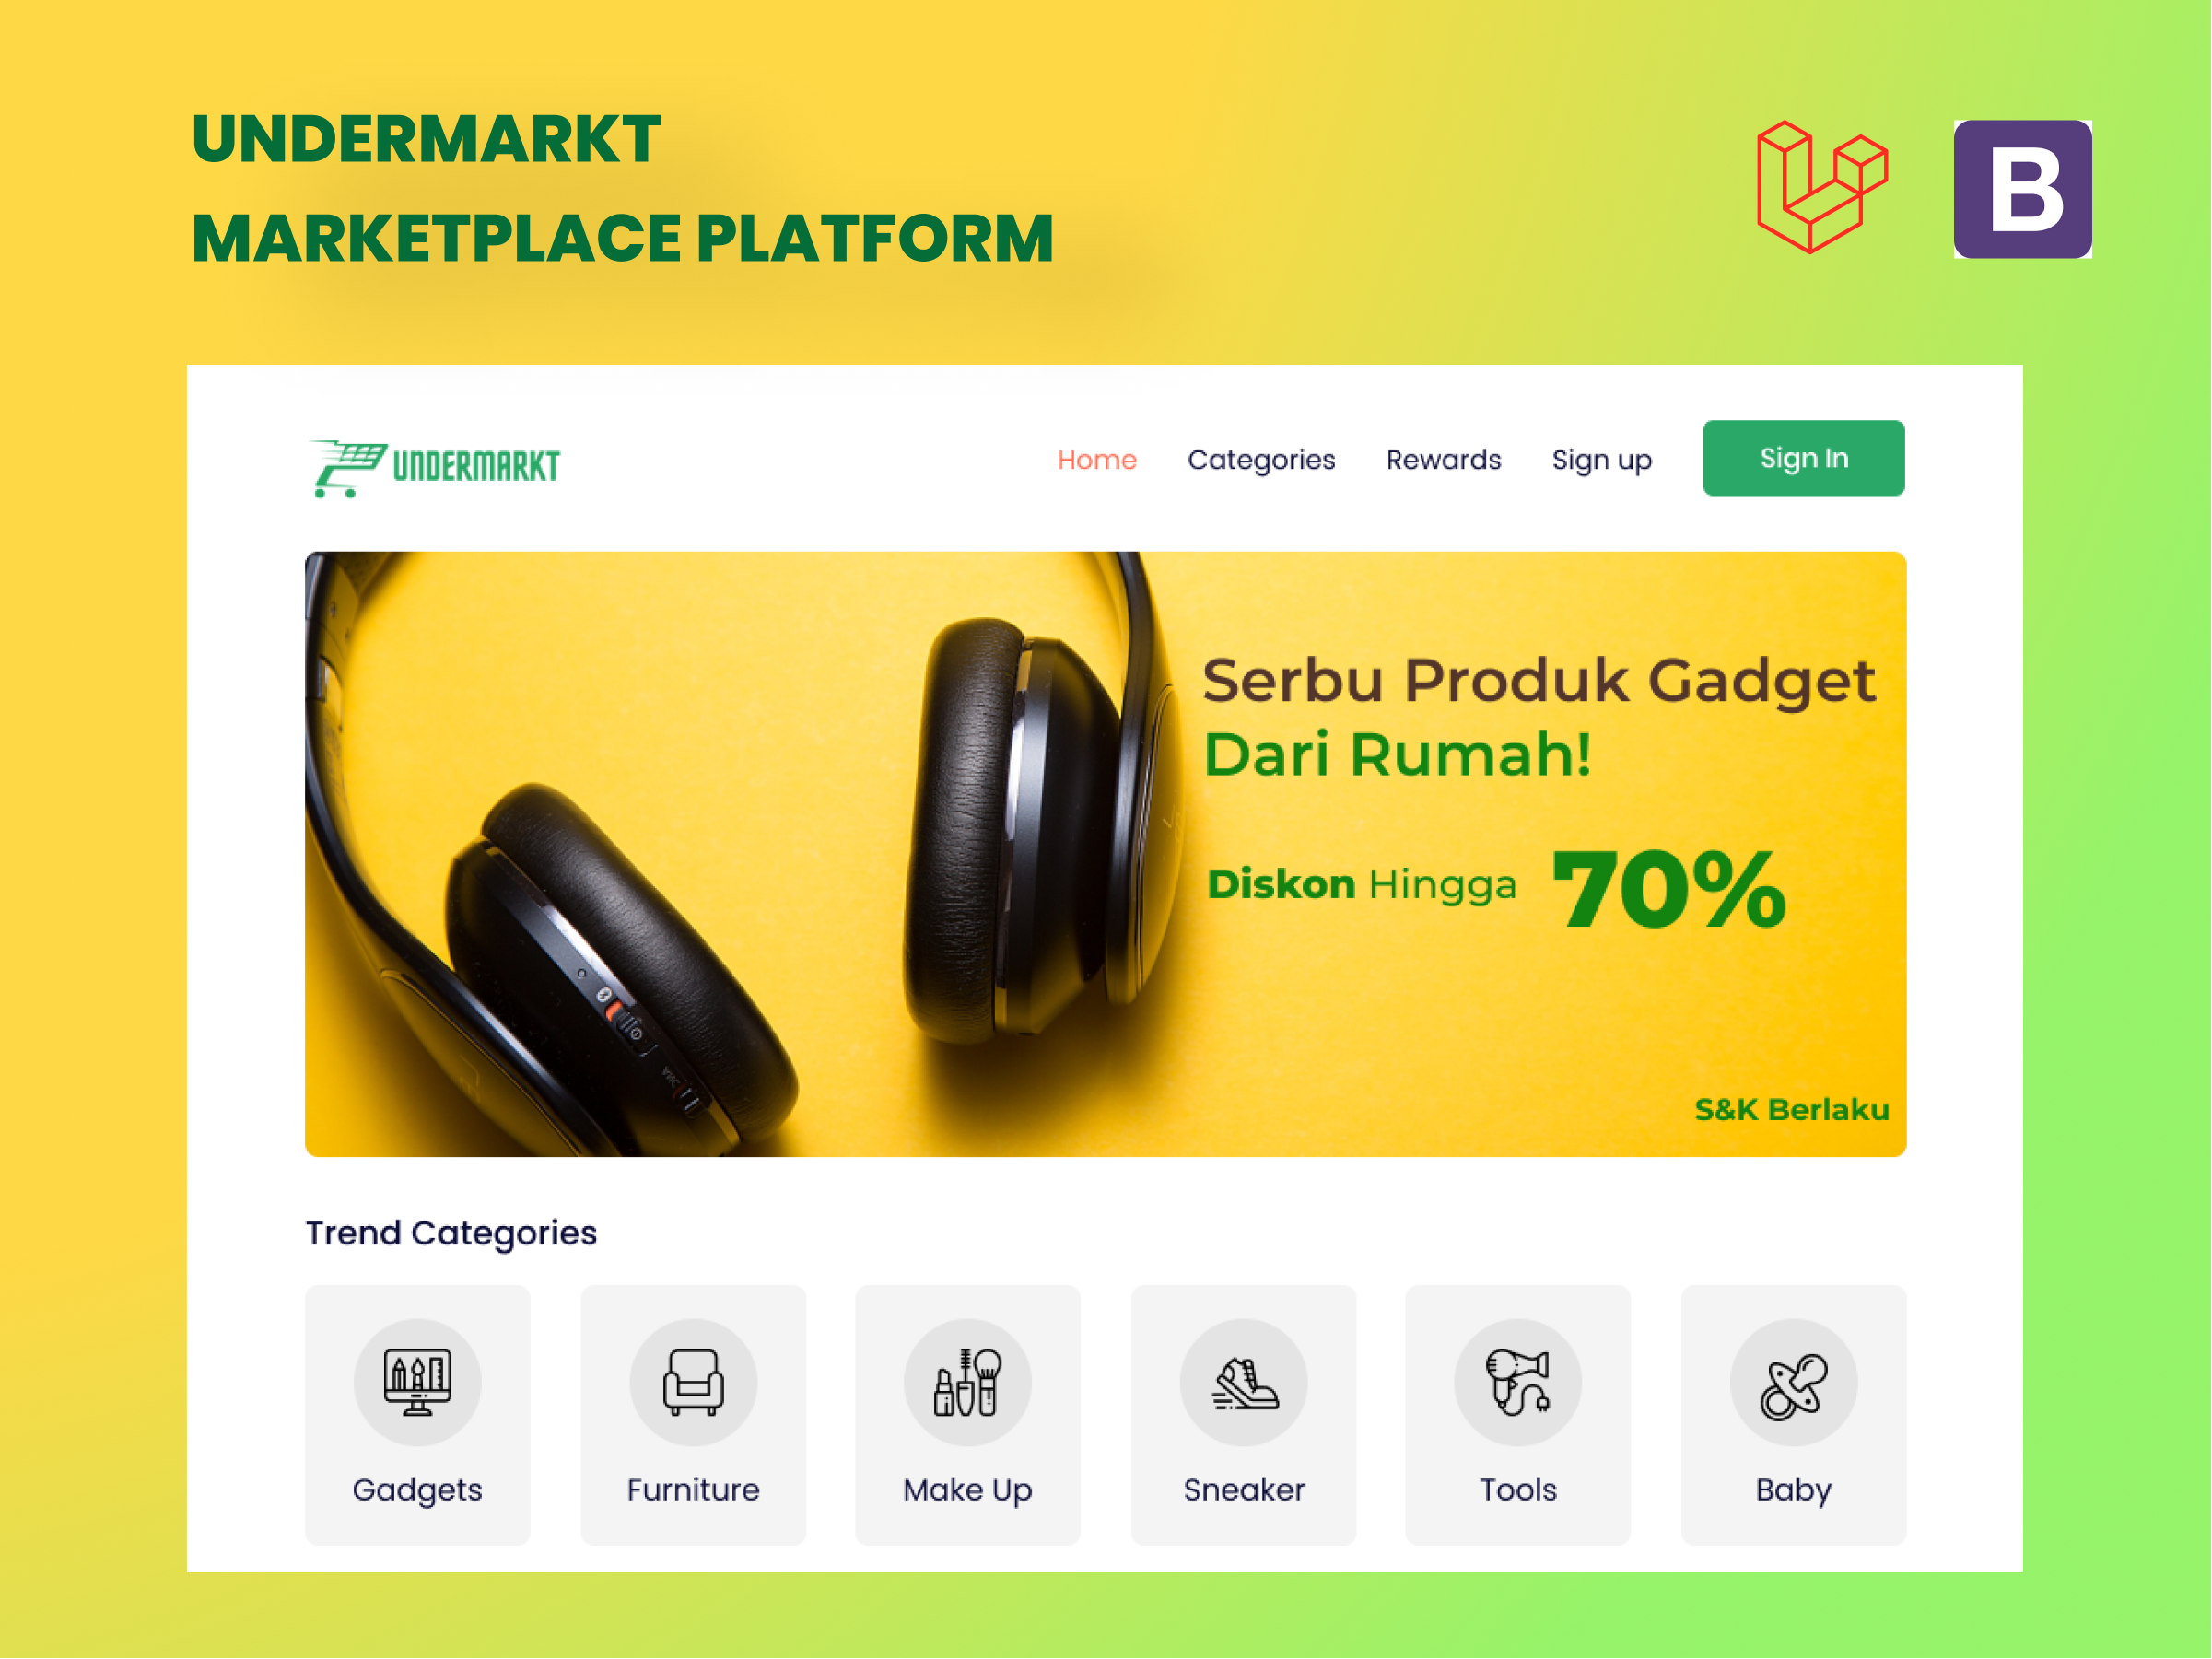 UNDERMARKT
MARKETPLACE PLATFORM
B
UNDERMARKT
Home Categories Rewards Sign up Sign In
Serbu Produk Gadget
Dari Rumah!
Diskon Hingga 70%
S&K Berlaku
Trend Categories
Gadgets Furniture Make Up Sneaker Tools Baby